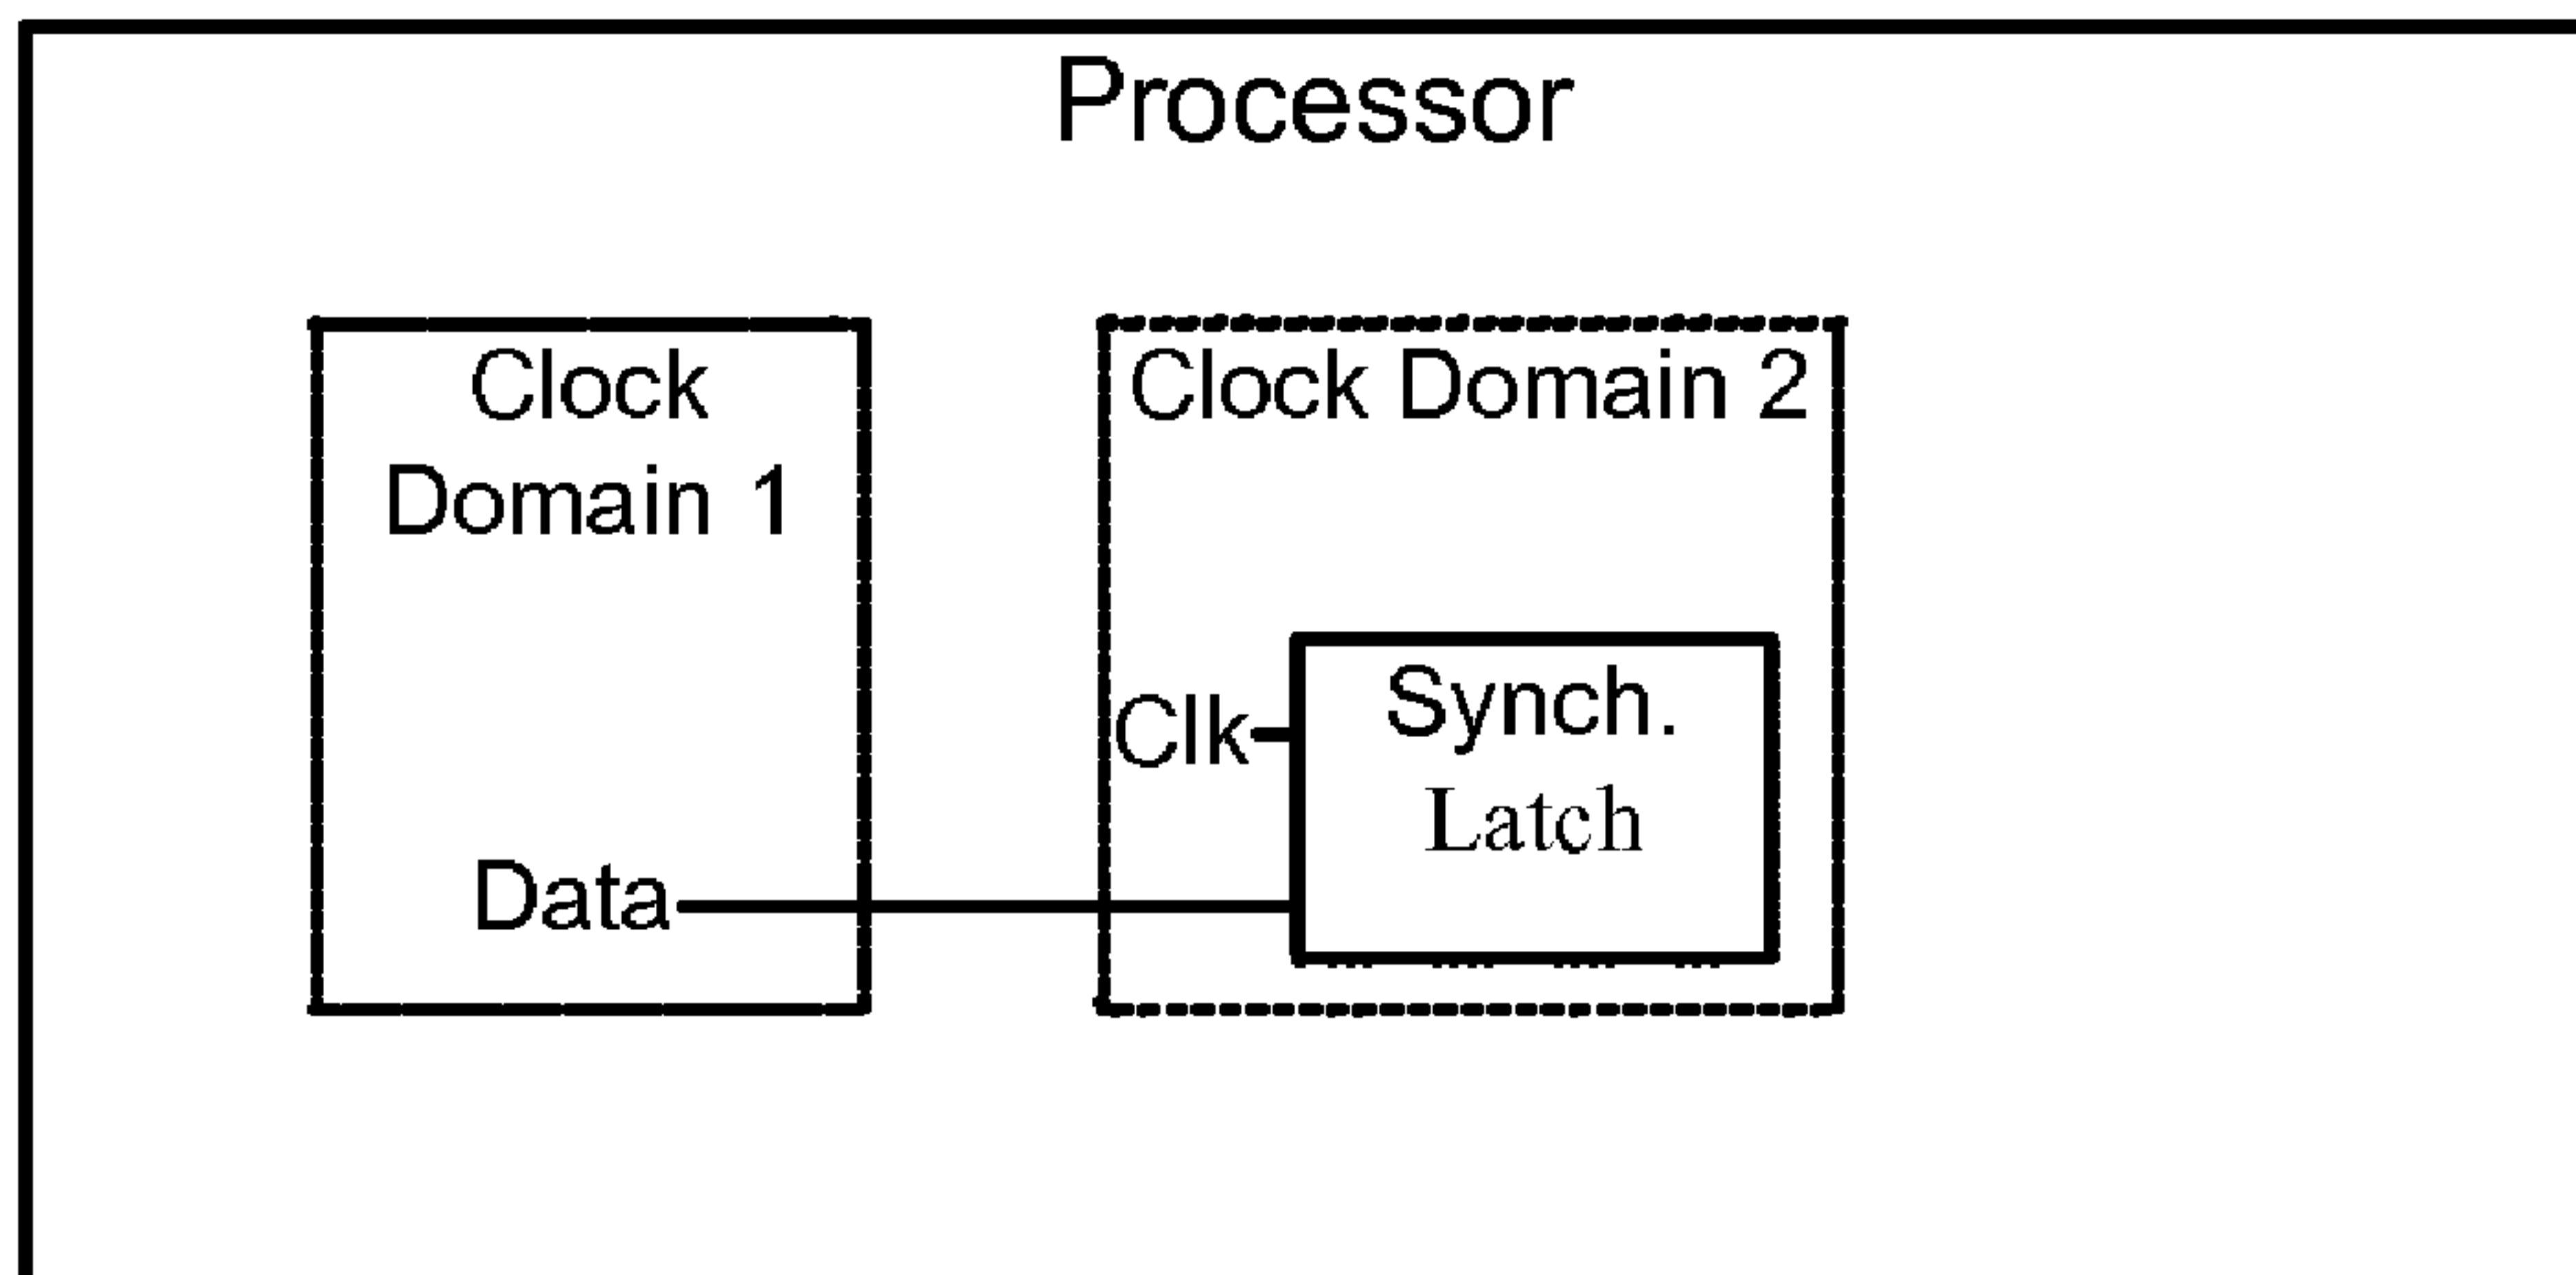 Processor
Clock
Domain 1
Clock Domain 2
Clk
Synch.
Latch
Data